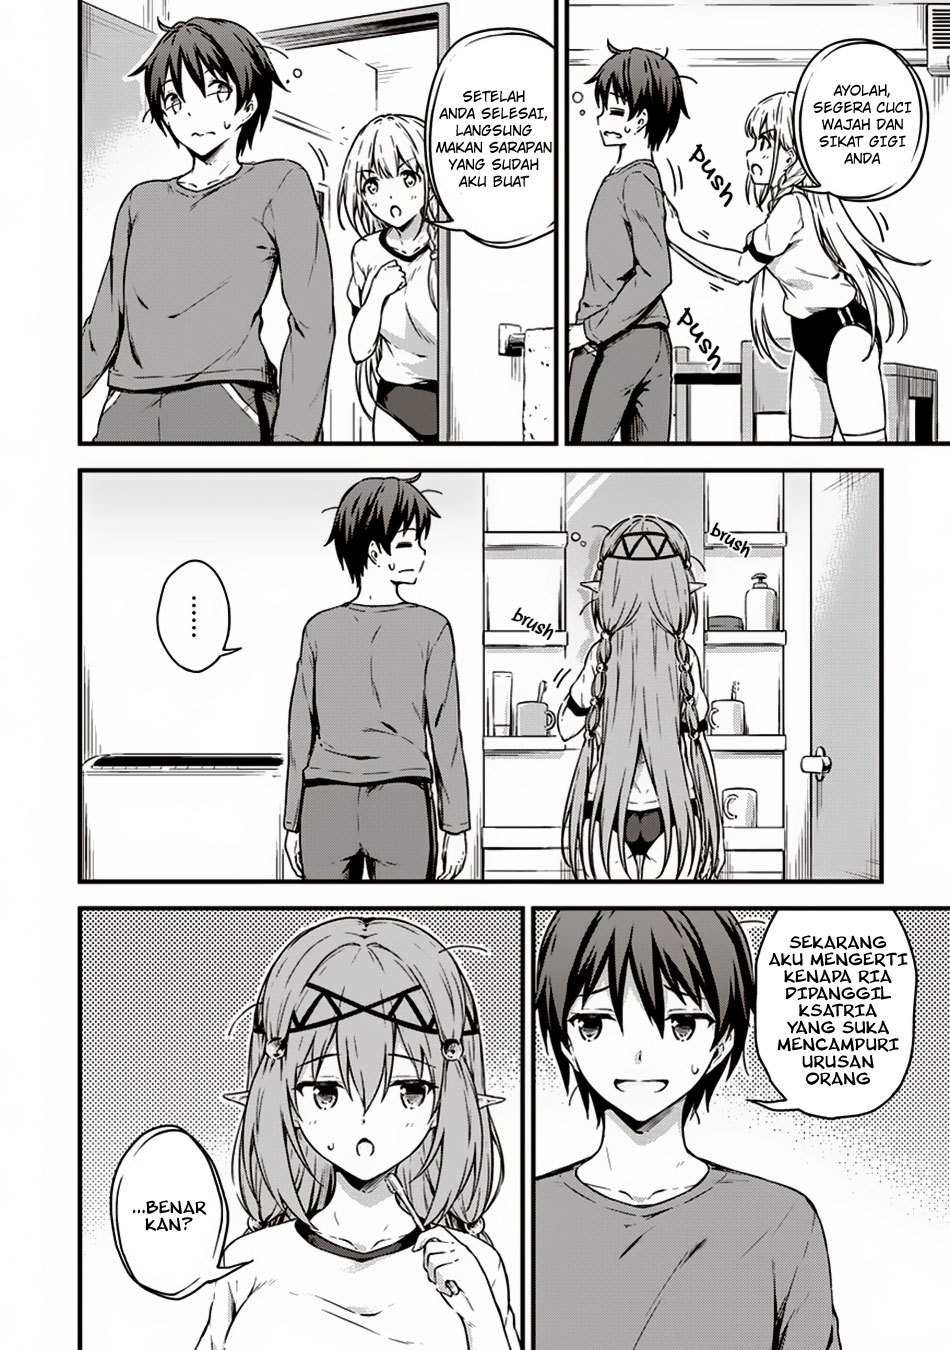 AYOLAH,
SEGERA CUCI
WAJAH DAN
SIKAT GIGI
ANDA
push
push
SETELAH
ANDA SELESAI,
LANGSUNG
MAKAN SARAPAN
YANG SUDAH
AKU BUAT
brush
brush
........
SEKARANG
AKU MENGERTI
KENAPA RIA
DIPANGGIL
KSATRIA
YANG SUKA
MENCAMPURI
URUSAN
ORANG
...BENAR
KAN?